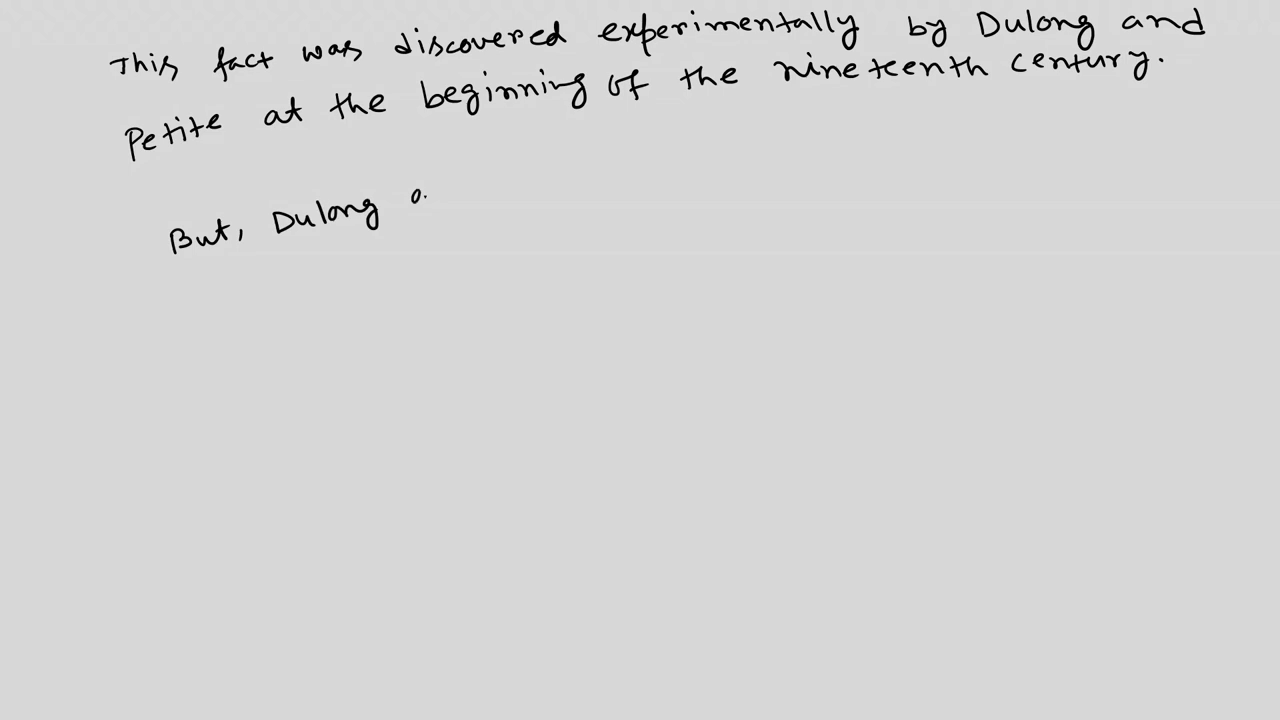 This fact was discovered experimentally by Dulong and
Petite at the beginning of the nineteenth century.
But, Dulong